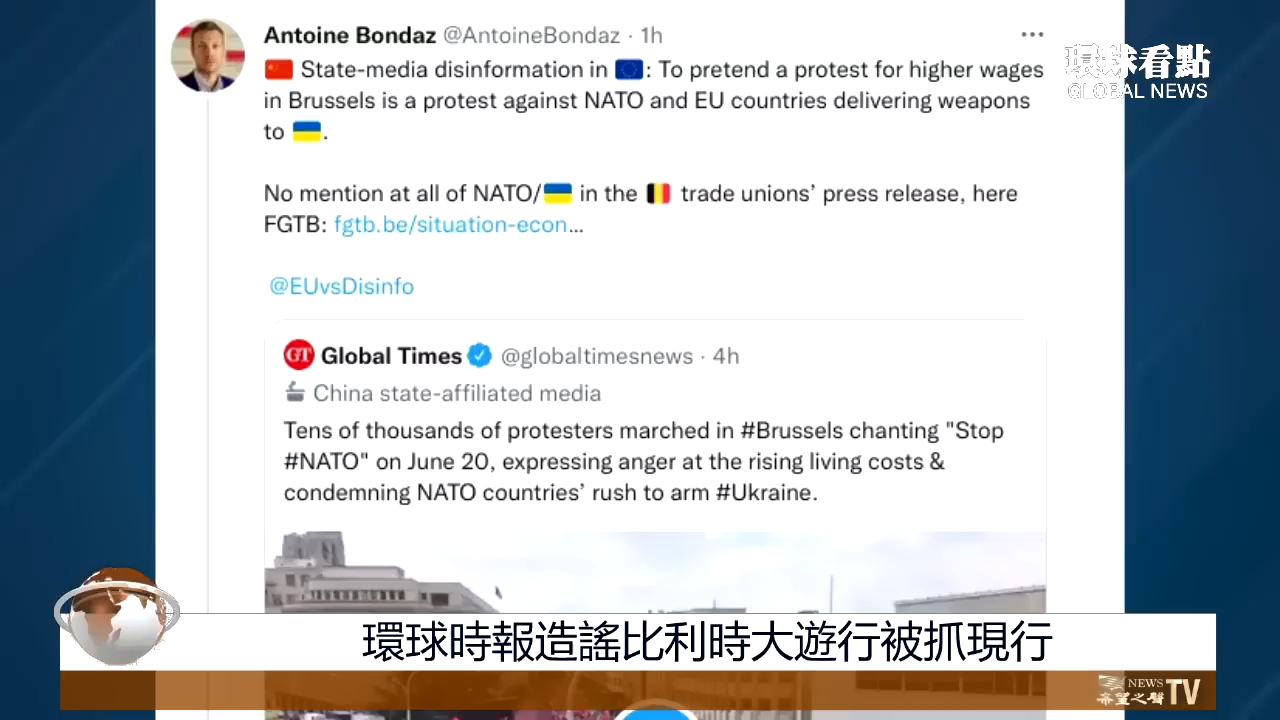 Antoine Bondaz @AntoineBondaz · 1h
🇨🇳 State-media disinformation in 🇪🇺: To pretend a protest for higher wages
in Brussels is a protest against NATO and EU countries delivering weapons
to 🇺🇦.
No mention at all of NATO/🇺🇦 in the 🇧🇪 trade unions’ press release, here
FGTB: fgtb.be/situation-econ…
@EUvsDisinfo
環球看點
GLOBAL NEWS
GT Global Times @globaltimesnews · 4h
China state-affiliated media
Tens of thousands of protesters marched in #Brussels chanting "Stop
#NATO" on June 20, expressing anger at the rising living costs &
condemning NATO countries’ rush to arm #Ukraine.
環球時報造謠比利時大遊行被抓現行
NEWS TV
希望之聲